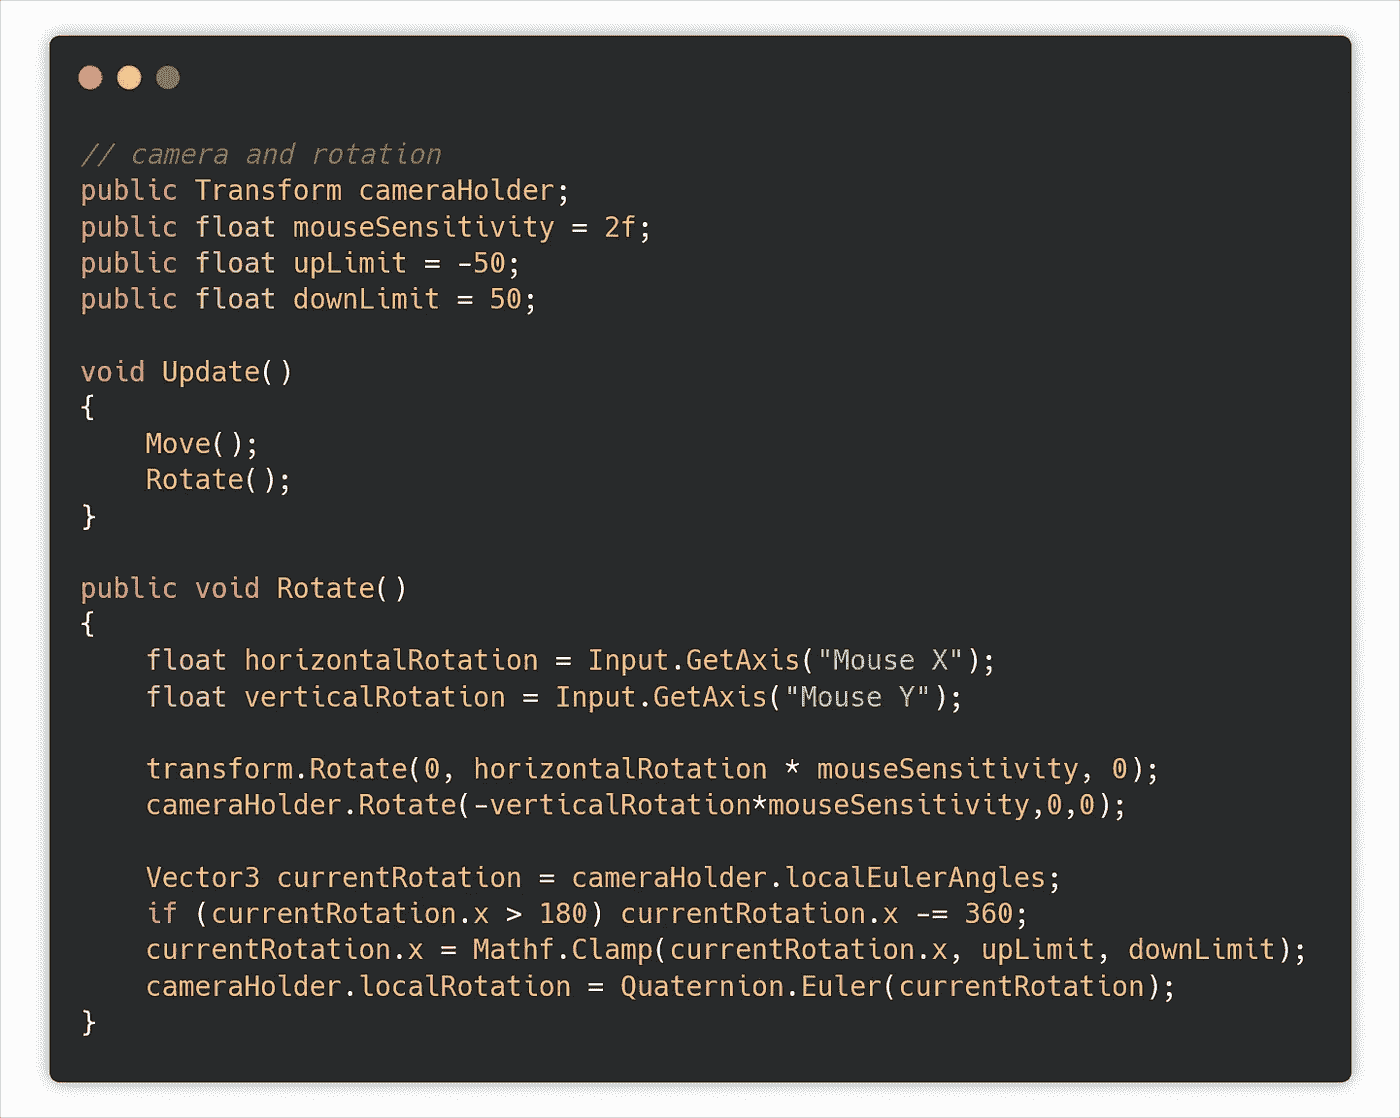 // camera and rotation
public Transform cameraHolder;
public float mouseSensitivity = 2f;
public float upLimit = -50;
public float downLimit = 50;

void Update()
{
    Move();
    Rotate();
}

public void Rotate()
{
    float horizontalRotation = Input.GetAxis("Mouse X");
    float verticalRotation = Input.GetAxis("Mouse Y");

    transform.Rotate(0, horizontalRotation * mouseSensitivity, 0);
    cameraHolder.Rotate(-verticalRotation*mouseSensitivity,0,0);

    Vector3 currentRotation = cameraHolder.localEulerAngles;
    if (currentRotation.x > 180) currentRotation.x -= 360;
    currentRotation.x = Mathf.Clamp(currentRotation.x, upLimit, downLimit);
    cameraHolder.localRotation = Quaternion.Euler(currentRotation);
}